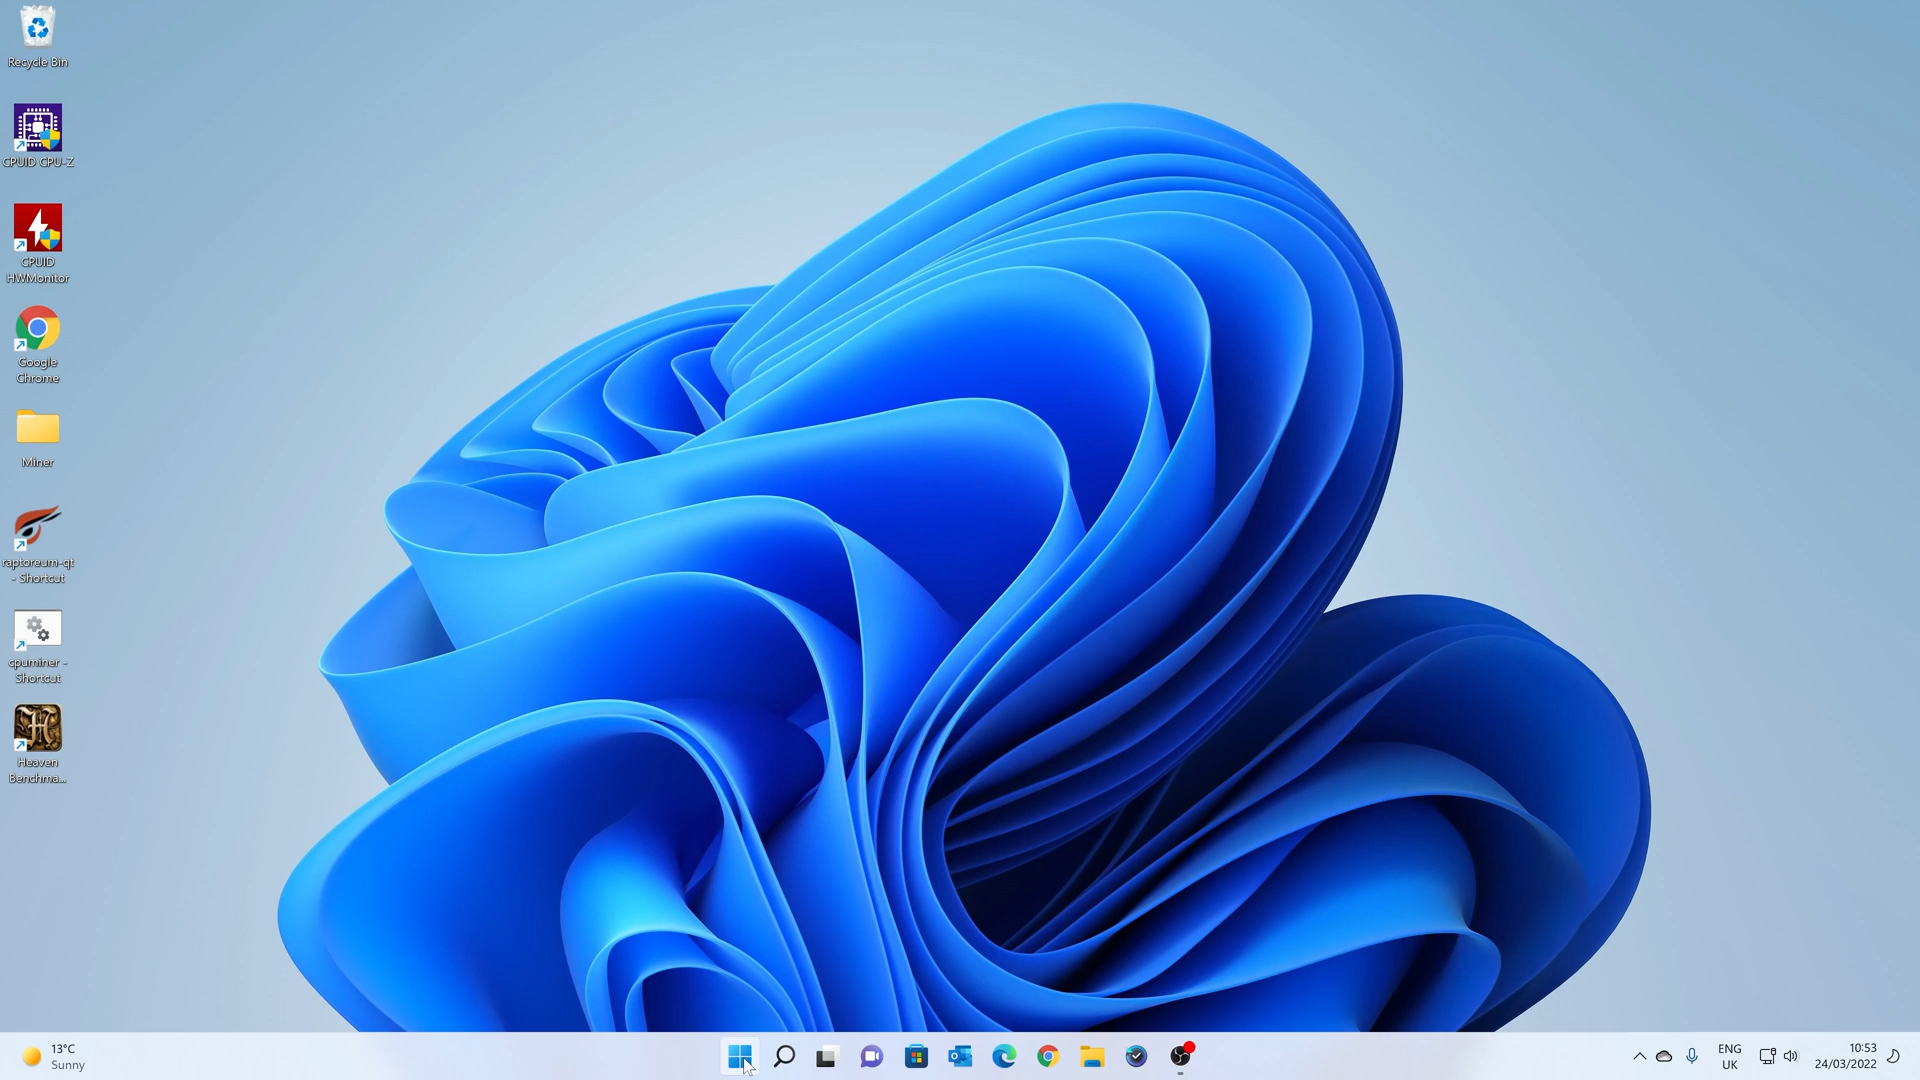 Recycle Bin
CPUID CPU-Z
CPUID
HWMonitor
Google
Chrome
Miner
raptoreum-qt
- Shortcut
cpuminer -
Shortcut
Heaven
Benchma...
13°C
Sunny
ENG
UK
10:53
24/03/2022